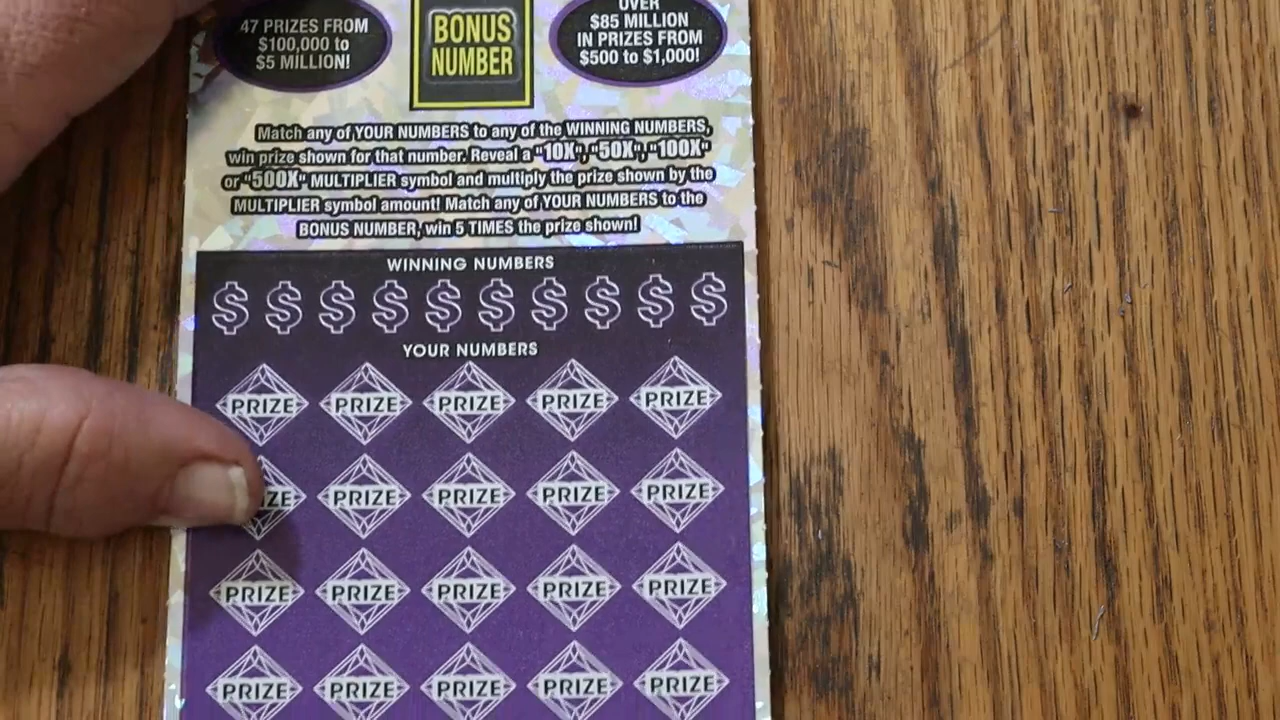 47 PRIZES FROM
$100,000 to
$5 MILLION!
BONUS
NUMBER
OVER
$85 MILLION
IN PRIZES FROM
$500 to $1,000!
Match any of YOUR NUMBERS to any of the WINNING NUMBERS,
win prize shown for that number. Reveal a "10X", "50X", "100X"
or "500X" MULTIPLIER symbol and multiply the prize shown by the
MULTIPLIER symbol amount! Match any of YOUR NUMBERS to the
BONUS NUMBER, win 5 TIMES the prize shown!
WINNING NUMBERS
$ $ $ $ $ $ $ $ $ $
YOUR NUMBERS
PRIZE PRIZE PRIZE PRIZE PRIZE
PRIZE PRIZE PRIZE PRIZE
PRIZE PRIZE PRIZE PRIZE PRIZE
PRIZE PRIZE PRIZE PRIZE PRIZE